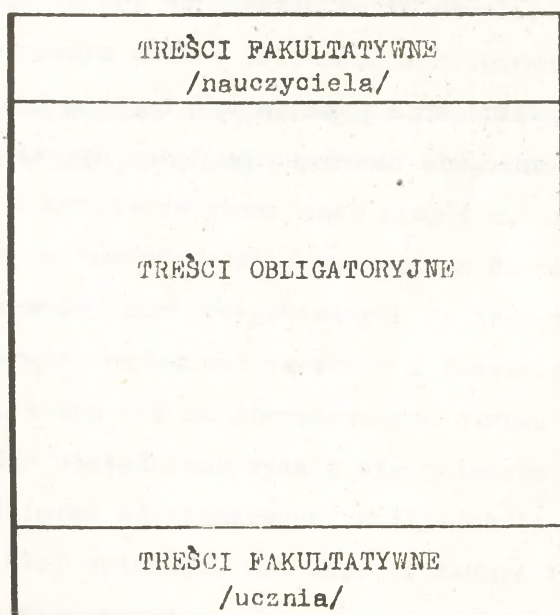 TREŚCI FAKULTATYWNE
/nauczyciela/
TREŚCI OBLIGATORYJNE
TREŚCI FAKULTATYWNE
/ucznia/